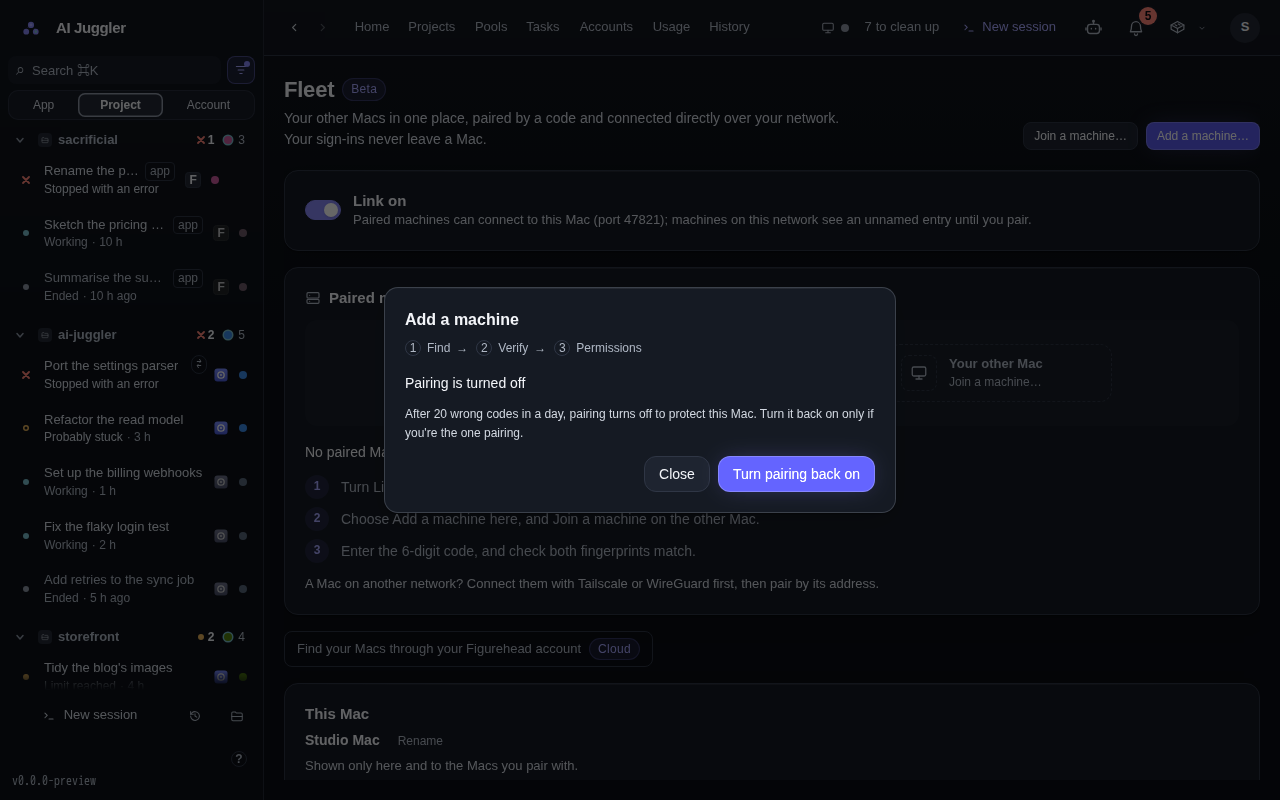 AI Juggler
Search ⌘K
App Project Account
sacrificial 1 3
Rename the p… app F
Stopped with an error
Sketch the pricing … app F
Working · 10 h
Summarise the su… app F
Ended · 10 h ago
ai-juggler 2 5
Port the settings parser
Stopped with an error
Refactor the read model
Probably stuck · 3 h
Set up the billing webhooks
Working · 1 h
Fix the flaky login test
Working · 2 h
Add retries to the sync job
Ended · 5 h ago
storefront 2 4
Tidy the blog's images
Limit reached · 4 h
New session
?
v0.0.0-preview
Home Projects Pools Tasks Accounts Usage History 7 to clean up New session 5 S
Fleet Beta
Your other Macs in one place, paired by a code and connected directly over your network.
Your sign-ins never leave a Mac.
Join a machine… Add a machine…
Link on
Paired machines can connect to this Mac (port 47821); machines on this network see an unnamed entry until you pair.
Paired
Your other Mac
Join a machine…
Add a machine
1 Find → 2 Verify → 3 Permissions
Pairing is turned off
After 20 wrong codes in a day, pairing turns off to protect this Mac. Turn it back on only if
you're the one pairing.
Close Turn pairing back on
No paired
1 Turn
2 Choose Add a machine here, and Join a machine on the other Mac.
3 Enter the 6-digit code, and check both fingerprints match.
A Mac on another network? Connect them with Tailscale or WireGuard first, then pair by its address.
Find your Macs through your Figurehead account Cloud
This Mac
Studio Mac Rename
Shown only here and to the Macs you pair with.